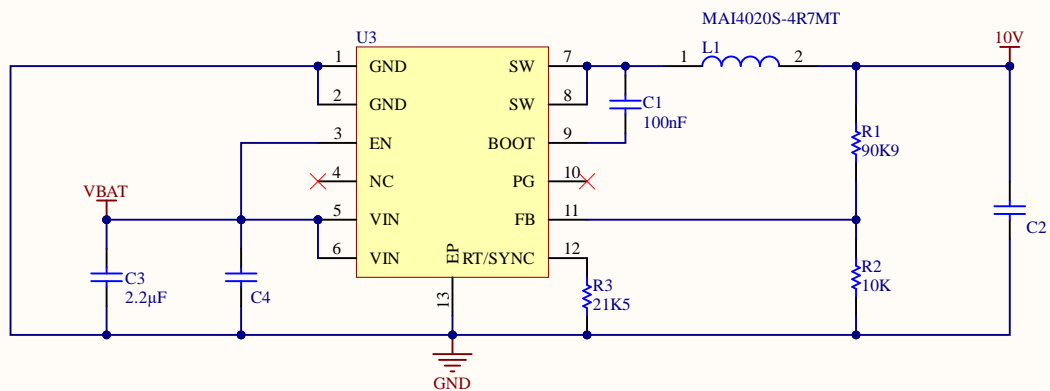 MAI4020S-4R7MT
U3
L1
10V
1 GND SW 7 1 2
2 GND SW 8
C1
100nF
3 EN BOOT 9
R1
90K9
4 NC PG 10
VBAT
5 VIN FB 11
C2
6 VIN EP RT/SYNC 12
C3
2.2µF
C4
13
R3
21K5
R2
10K
GND